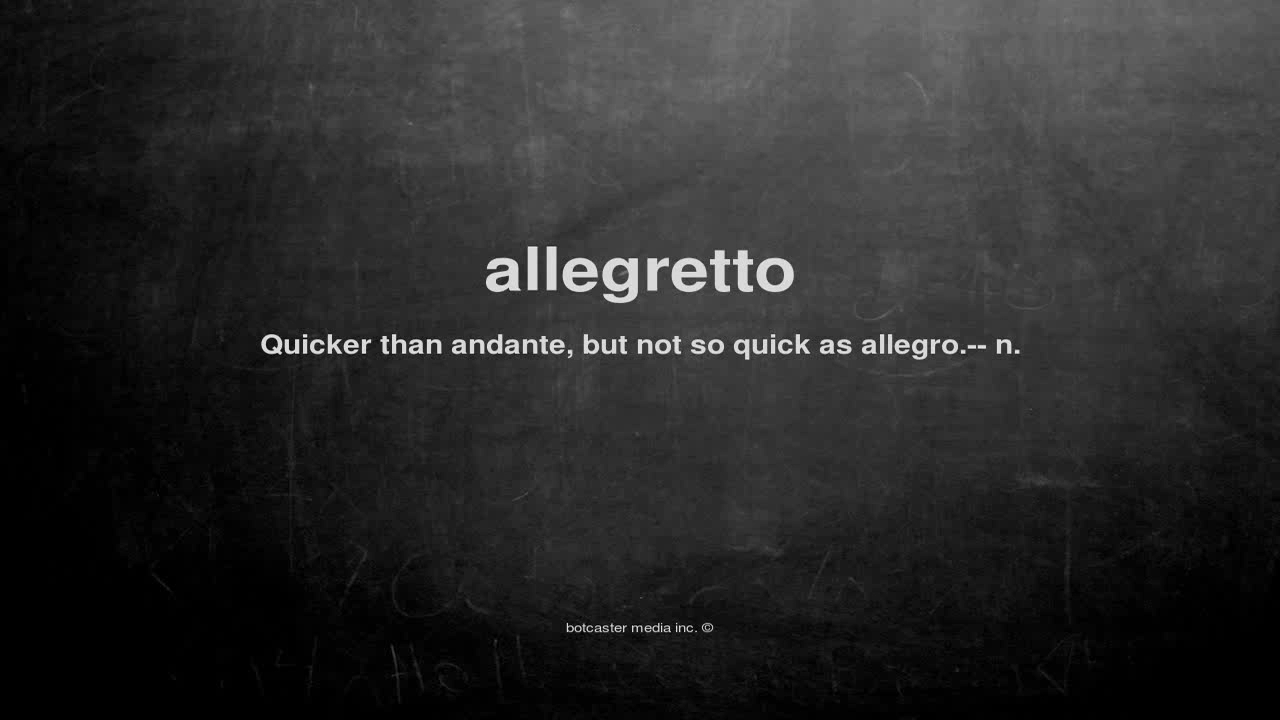 allegretto
Quicker than andante, but not so quick as allegro.-- n.
botcaster media inc. ©